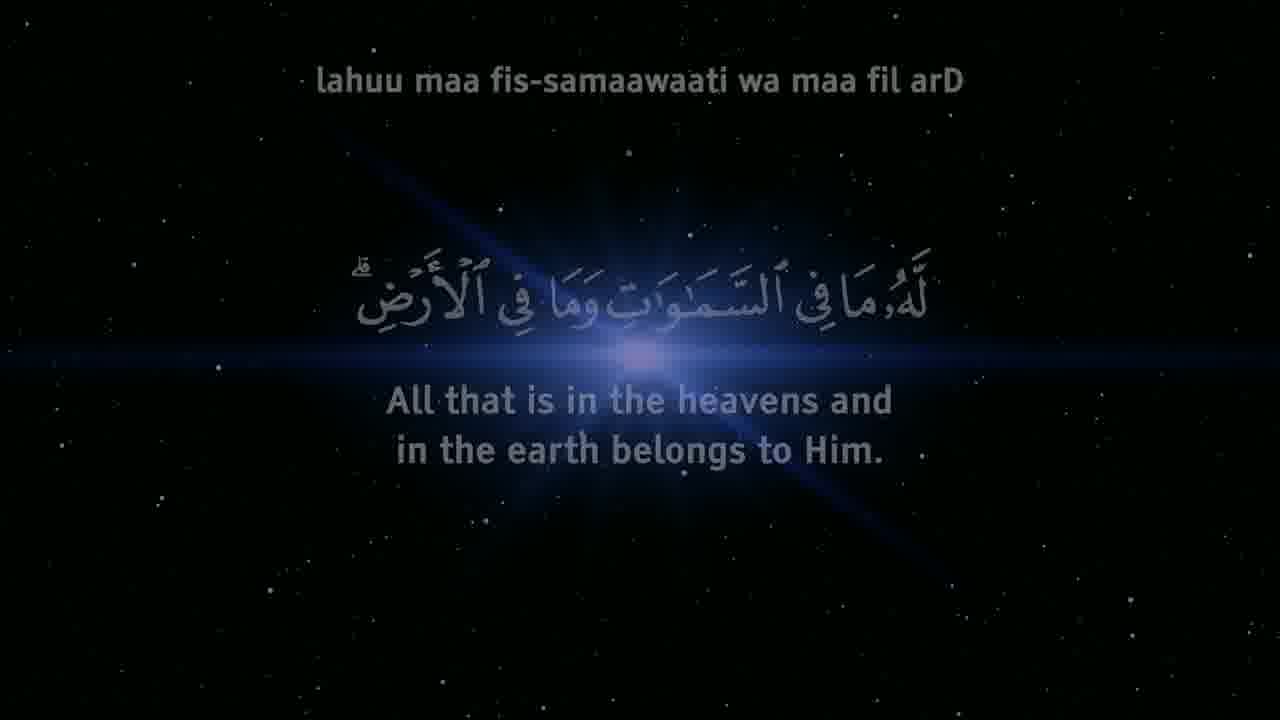 lahuu maa fis-samaawaati wa maa fil arD
لَّهُۥ مَا فِى ٱلسَّمَـٰوَٰتِ وَمَا فِى ٱلْأَرْضِ ۗ
All that is in the heavens and
in the earth belongs to Him.